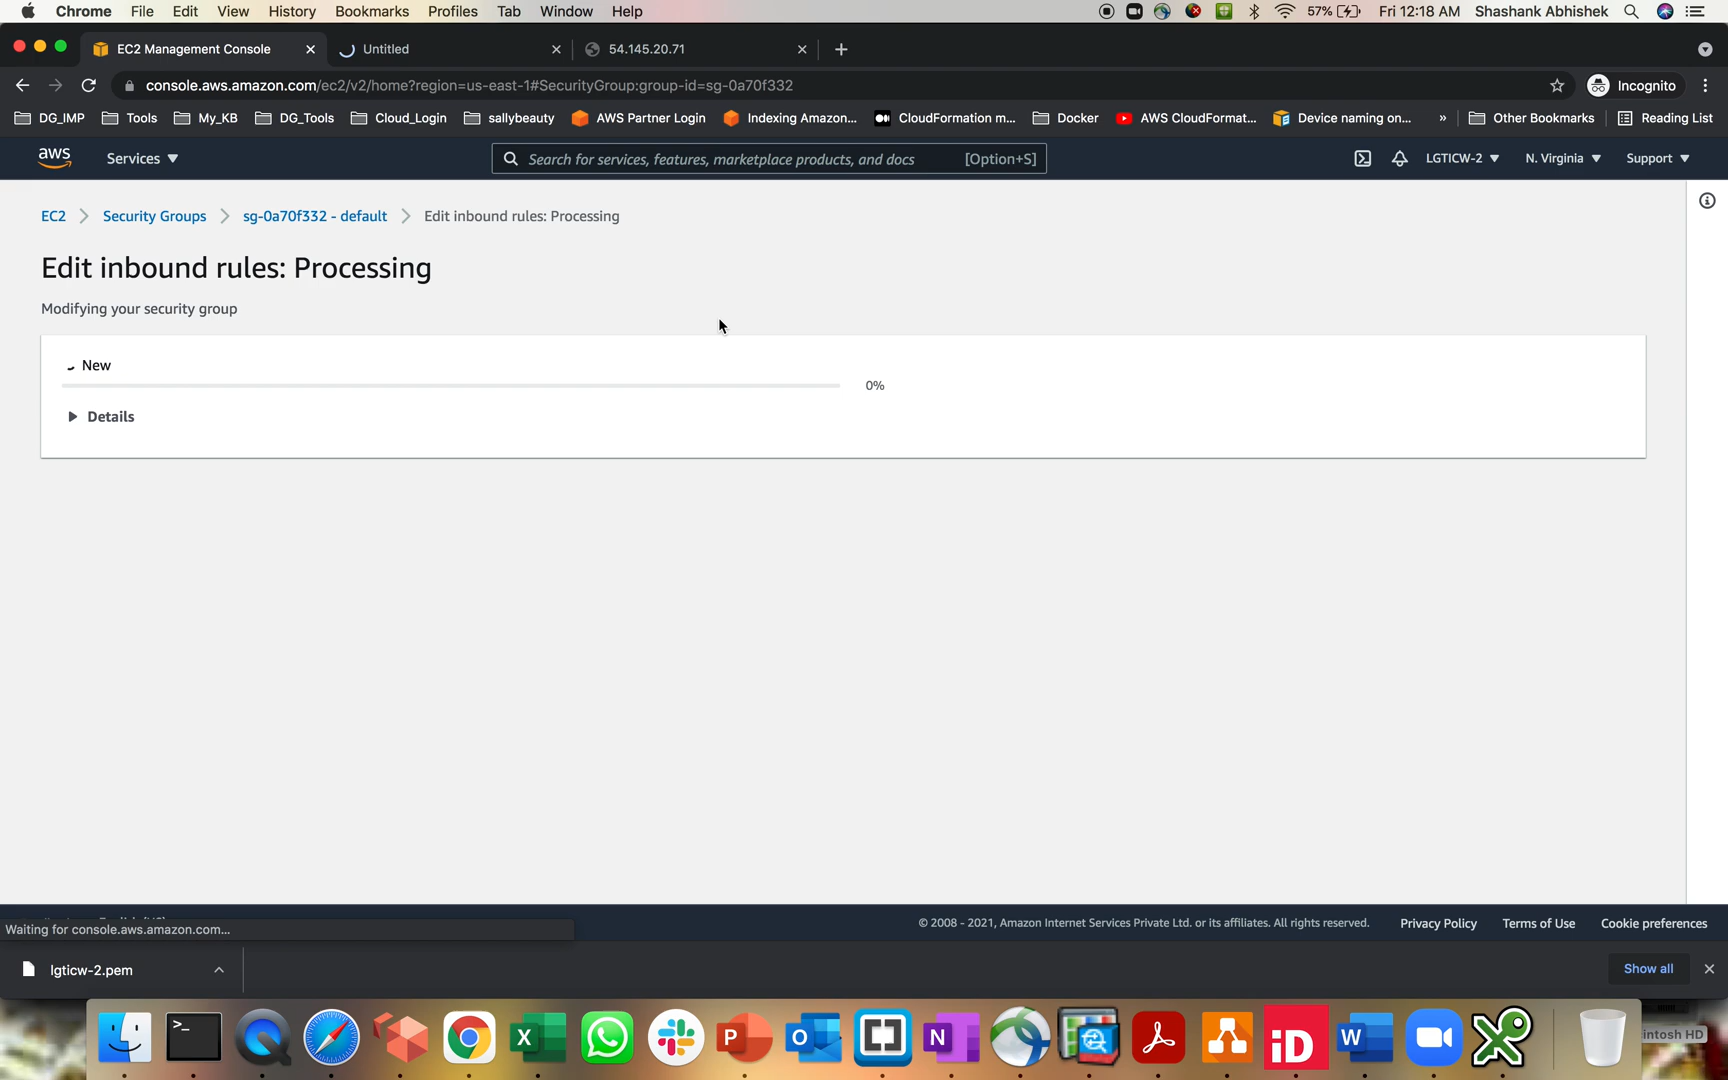 Chrome File Edit View History Bookmarks Profiles Tab Window Help 57% Fri 12:18 AM Shashank Abhishek
EC2 Management Console Untitled 54.145.20.71
console.aws.amazon.com/ec2/v2/home?region=us-east-1#SecurityGroup:group-id=sg-0a70f332 Incognito
DG_IMP Tools My_KB DG_Tools Cloud_Login sallybeauty AWS Partner Login Indexing Amazon... CloudFormation m... Docker AWS CloudFormat... Device naming on... » Other Bookmarks Reading List
aws Services Search for services, features, marketplace products, and docs [Option+S] LGTICW-2 N. Virginia Support
EC2 Security Groups sg-0a70f332 - default Edit inbound rules: Processing
Edit inbound rules: Processing
Modifying your security group
New
0%
Details
© 2008 - 2021, Amazon Internet Services Private Ltd. or its affiliates. All rights reserved. Privacy Policy Terms of Use Cookie preferences
Waiting for console.aws.amazon.com...
lgticw-2.pem Show all
intosh HD